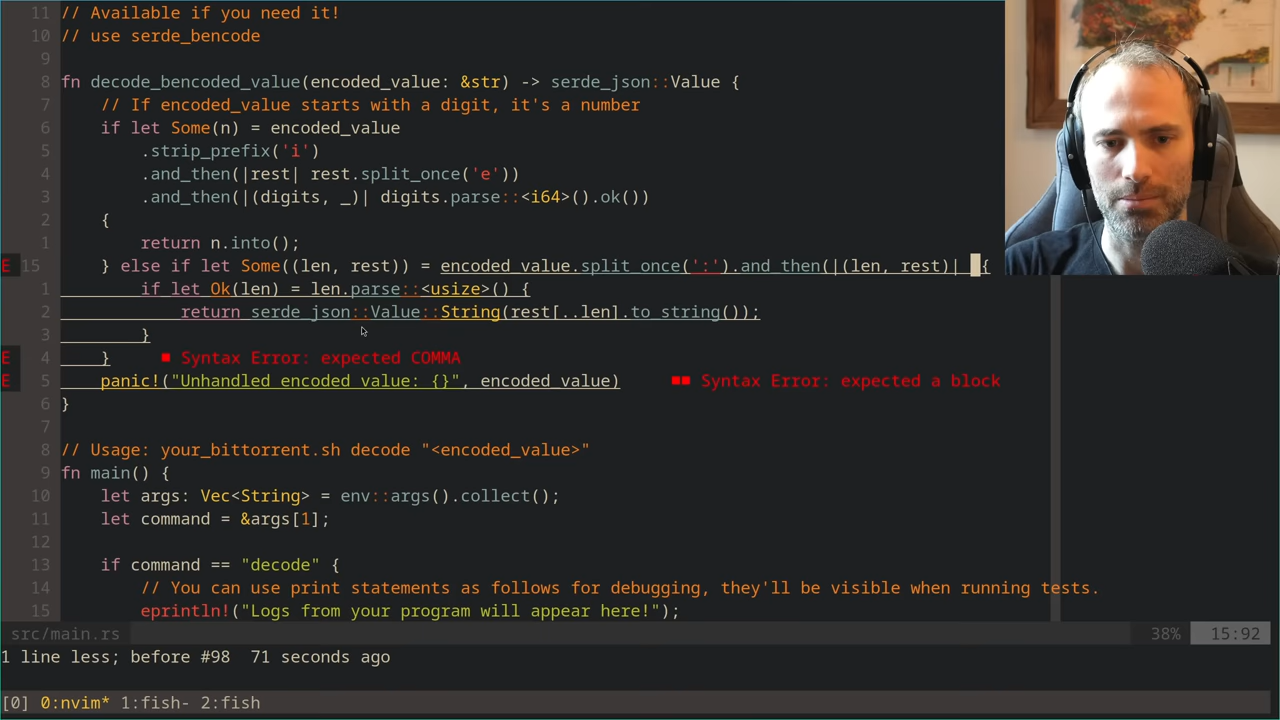 11 // Available if you need it!
10 // use serde_bencode
9
8 fn decode_bencoded_value(encoded_value: &str) -> serde_json::Value {
7 // If encoded_value starts with a digit, it's a number
6 if let Some(n) = encoded_value
5 .strip_prefix('i')
4 .and_then(|rest| rest.split_once('e'))
3 .and_then(|(digits, _)| digits.parse::<i64>().ok())
2 {
1 return n.into();
E 15 } else if let Some((len, rest)) = encoded_value.split_once(':').and_then(|(len, rest)| {
1 if let Ok(len) = len.parse::<usize>() {
2 return serde_json::Value::String(rest[..len].to_string());
3 }
E 4 } ■ Syntax Error: expected COMMA
E 5 panic!("Unhandled encoded value: {}", encoded_value) ■■ Syntax Error: expected a block
6 }
7
8 // Usage: your_bittorrent.sh decode "<encoded_value>"
9 fn main() {
10 let args: Vec<String> = env::args().collect();
11 let command = &args[1];
12
13 if command == "decode" {
14 // You can use print statements as follows for debugging, they'll be visible when running tests.
15 eprintln!("Logs from your program will appear here!");
src/main.rs 38% 15:92
1 line less; before #98 71 seconds ago
[0] 0:nvim* 1:fish- 2:fish